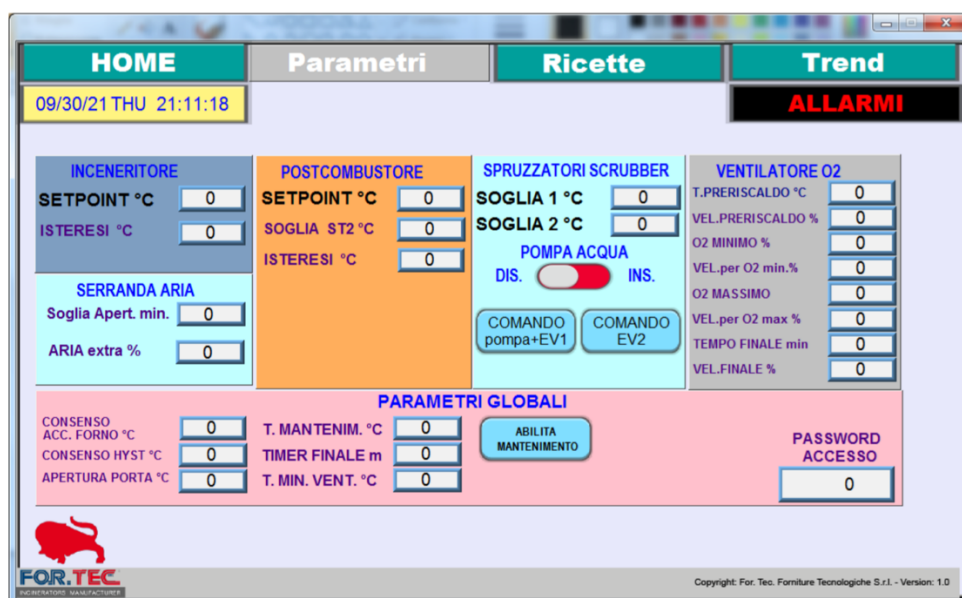 HOME
Parametri
Ricette
Trend
09/30/21 THU 21:11:18
ALLARMI
INCENERITORE
SETPOINT °C 0
ISTERESI °C 0
SERRANDA ARIA
Soglia Apert. min. 0
ARIA extra % 0
POSTCOMBUSTORE
SETPOINT °C 0
SOGLIA ST2 °C 0
ISTERESI °C 0
SPRUZZATORI SCRUBBER
SOGLIA 1 °C 0
SOGLIA 2 °C 0
POMPA ACQUA
DIS. INS.
COMANDO
pompa+EV1
COMANDO
EV2
VENTILATORE O2
T.PRERISCALDO °C 0
VEL.PRERISCALDO % 0
O2 MINIMO % 0
VEL.per O2 min.% 0
O2 MASSIMO 0
VEL.per O2 max % 0
TEMPO FINALE min 0
VEL.FINALE % 0
PARAMETRI GLOBALI
CONSENSO
ACC. FORNO °C 0
CONSENSO HYST °C 0
APERTURA PORTA °C 0
T. MANTENIM. °C 0
TIMER FINALE m 0
T. MIN. VENT. °C 0
ABILITA
MANTENIMENTO
PASSWORD
ACCESSO
0
FOR.TEC.
INCINERATORS MANUFACTURER
Copyright: For. Tec. Forniture Tecnologiche S.r.l. - Version: 1.0